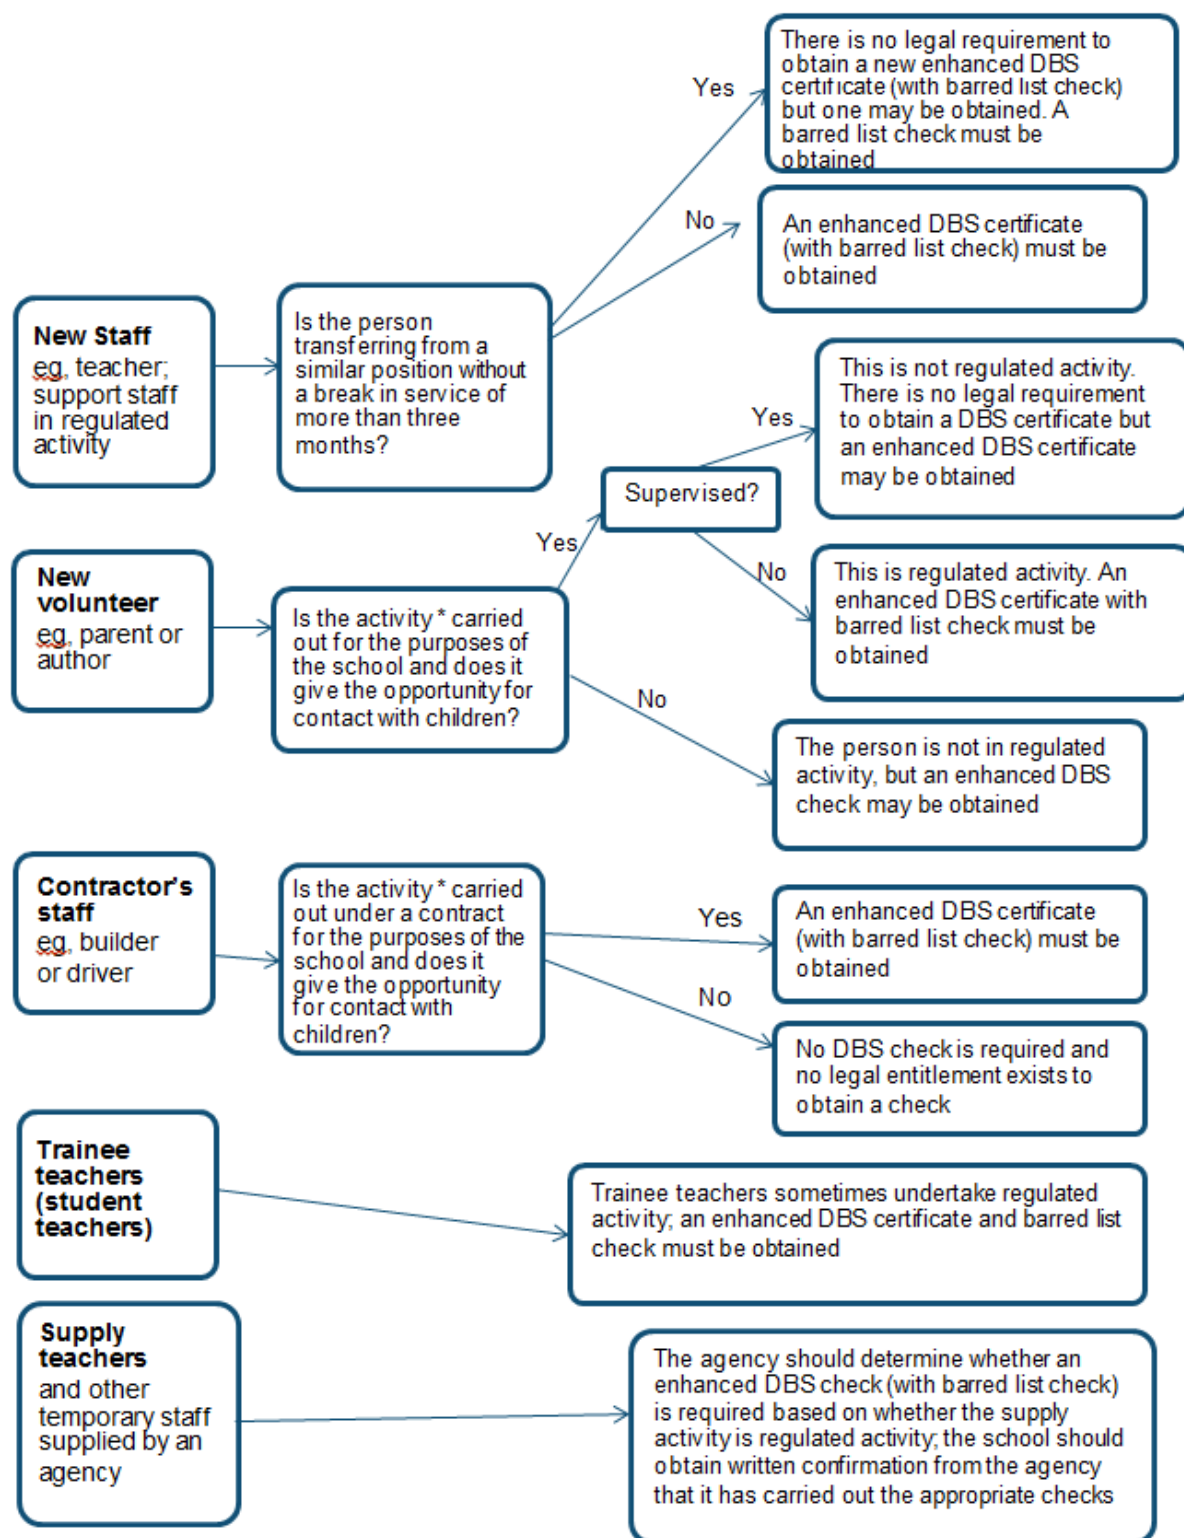 There is no legal requirement to
obtain a new enhanced DBS
certificate (with barred list check)
but one may be obtained. A
barred list check must be
obtained
Yes
No
An enhanced DBS certificate
(with barred list check) must be
obtained
New Staff
eg, teacher;
support staff
in regulated
activity
Is the person
transferring from a
similar position without
a break in service of
more than three
months?
This is not regulated activity.
There is no legal requirement
to obtain a DBS certificate but
an enhanced DBS certificate
may be obtained
Yes
Supervised?
Yes
No
This is regulated activity. An
enhanced DBS certificate with
barred list check must be
obtained
New
volunteer
eg, parent or
author
Is the activity * carried
out for the purposes of
the school and does it
give the opportunity for
contact with children?
No
The person is not in regulated
activity, but an enhanced DBS
check may be obtained
Contractor's
staff
eg, builder
or driver
Is the activity * carried
out under a contract
for the purposes of the
school and does it
give the opportunity
for contact with
children?
Yes
An enhanced DBS certificate
(with barred list check) must be
obtained
No
No DBS check is required and
no legal entitlement exists to
obtain a check
Trainee
teachers
(student
teachers)
Trainee teachers sometimes undertake regulated
activity; an enhanced DBS certificate and barred list
check must be obtained
Supply
teachers
and other
temporary staff
supplied by an
agency
The agency should determine whether an
enhanced DBS check (with barred list check)
is required based on whether the supply
activity is regulated activity; the school should
obtain written confirmation from the agency
that it has carried out the appropriate checks